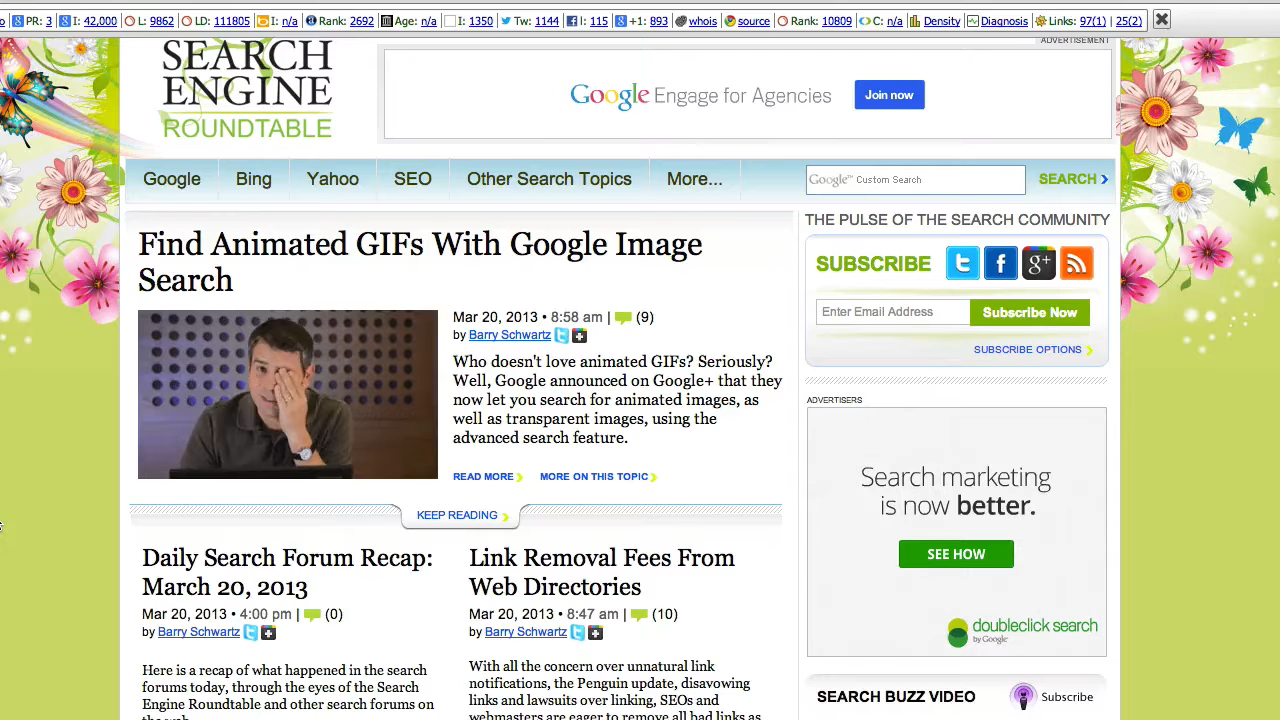 PR: 3 | I: 42,000 L: 9862 LD: 111805 I: n/a Rank: 2692 Age: n/a I: 1350 Tw: 1144 l: 115 +1: 893 whois source Rank: 10809 C: n/a Density Diagnosis Links: 97(1) | 25(2)
ADVERTISEMENT
SEARCH
ENGINE
ROUNDTABLE
Google Engage for Agencies Join now
Google Bing Yahoo SEO Other Search Topics More...
Google™ Custom Search SEARCH
Find Animated GIFs With Google Image
Search
Mar 20, 2013 • 8:58 am | (9)
by Barry Schwartz
Who doesn't love animated GIFs? Seriously?
Well, Google announced on Google+ that they
now let you search for animated images, as
well as transparent images, using the
advanced search feature.
READ MORE MORE ON THIS TOPIC
KEEP READING
Daily Search Forum Recap:
March 20, 2013
Mar 20, 2013 • 4:00 pm | (0)
by Barry Schwartz
Here is a recap of what happened in the search
forums today, through the eyes of the Search
Engine Roundtable and other search forums on
Link Removal Fees From
Web Directories
Mar 20, 2013 • 8:47 am | (10)
by Barry Schwartz
With all the concern over unnatural link
notifications, the Penguin update, disavowing
links and lawsuits over linking, SEOs and
webmasters are eager to remove all bad links as
THE PULSE OF THE SEARCH COMMUNITY
SUBSCRIBE
Enter Email Address Subscribe Now
SUBSCRIBE OPTIONS
ADVERTISERS
Search marketing
is now better.
SEE HOW
doubleclick search
by Google
SEARCH BUZZ VIDEO Subscribe